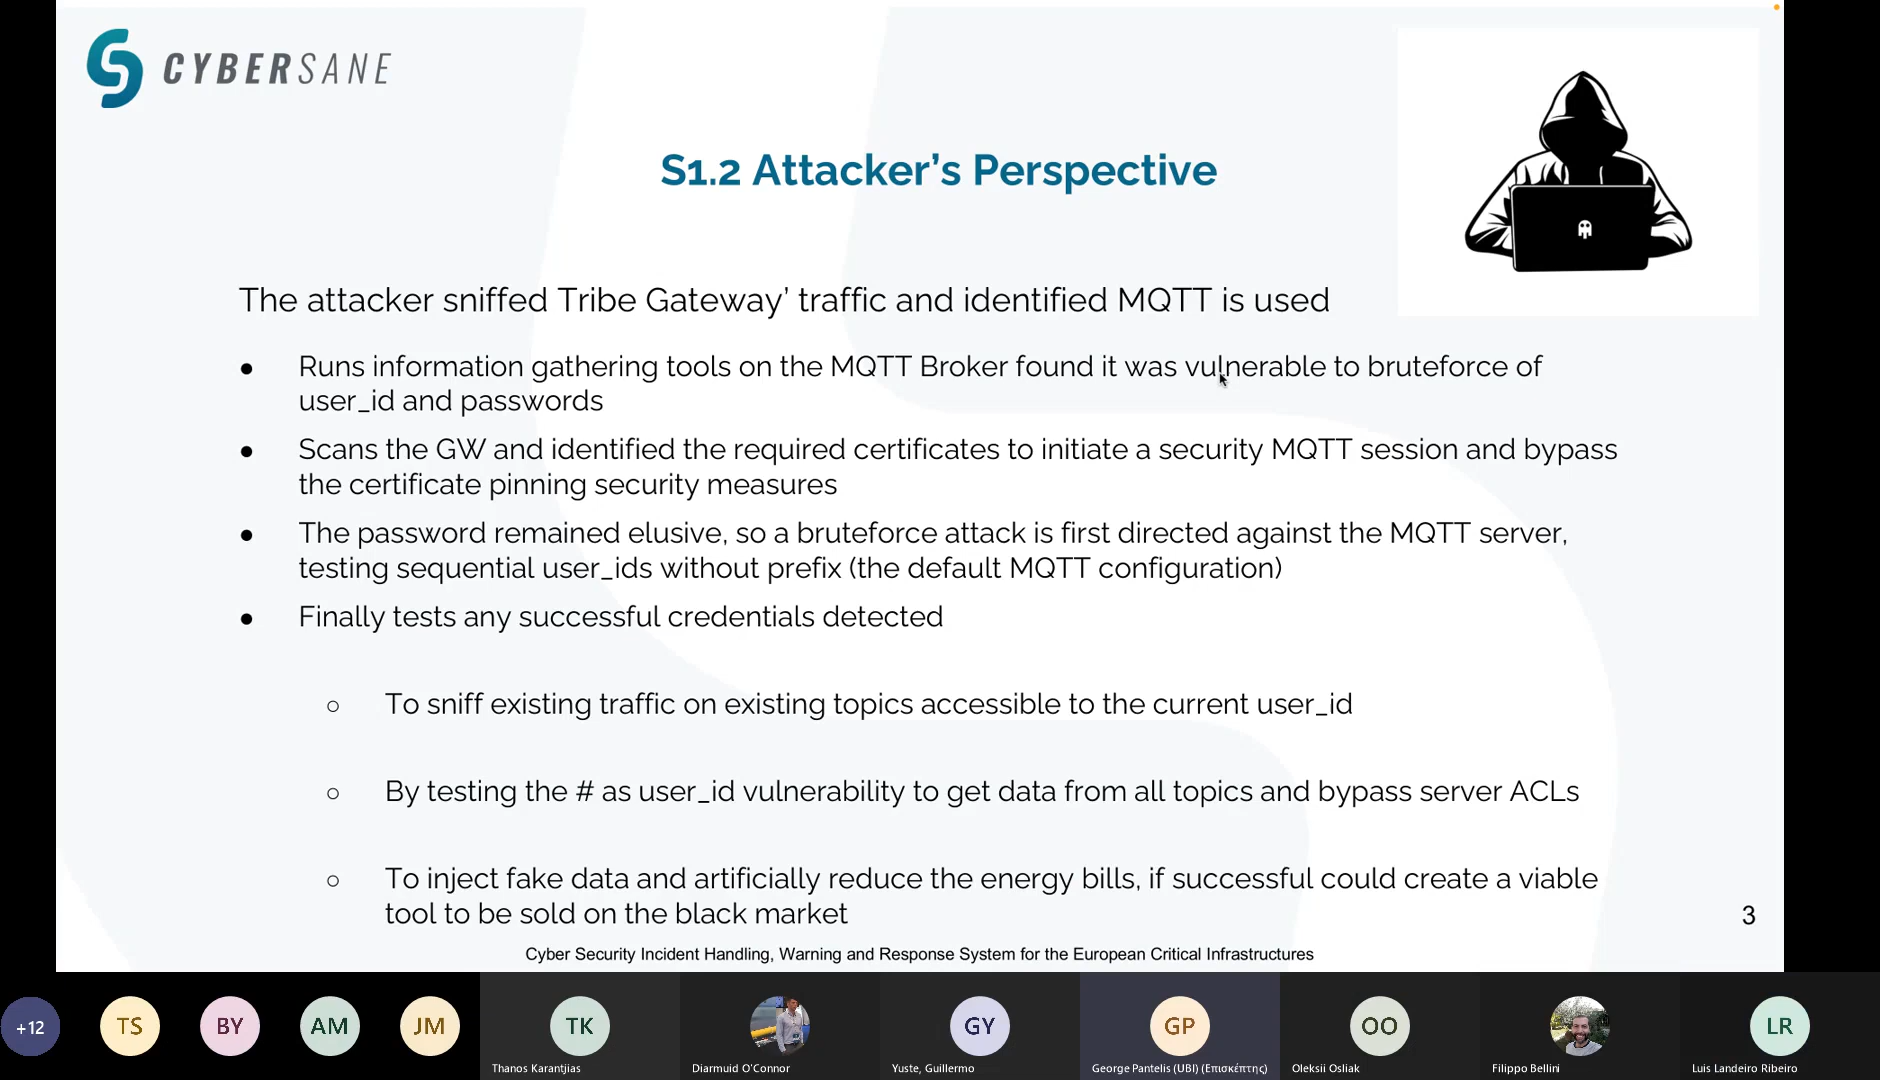 CYBERSANE
S1.2 Attacker’s Perspective
The attacker sniffed Tribe Gateway’ traffic and identified MQTT is used
● Runs information gathering tools on the MQTT Broker found it was vulnerable to bruteforce of
user_id and passwords
● Scans the GW and identified the required certificates to initiate a security MQTT session and bypass
the certificate pinning security measures
● The password remained elusive, so a bruteforce attack is first directed against the MQTT server,
testing sequential user_ids without prefix (the default MQTT configuration)
● Finally tests any successful credentials detected
○ To sniff existing traffic on existing topics accessible to the current user_id
○ By testing the # as user_id vulnerability to get data from all topics and bypass server ACLs
○ To inject fake data and artificially reduce the energy bills, if successful could create a viable
tool to be sold on the black market
3
Cyber Security Incident Handling, Warning and Response System for the European Critical Infrastructures
+12
TS
BY
AM
JM
TK
GY
GP
OO
LR
Thanos Karantjias
Diarmuid O'Connor
Yuste, Guillermo
George Pantelis (UBI) (Επισκέπτης)
Oleksii Osliak
Filippo Bellini
Luis Landeiro Ribeiro